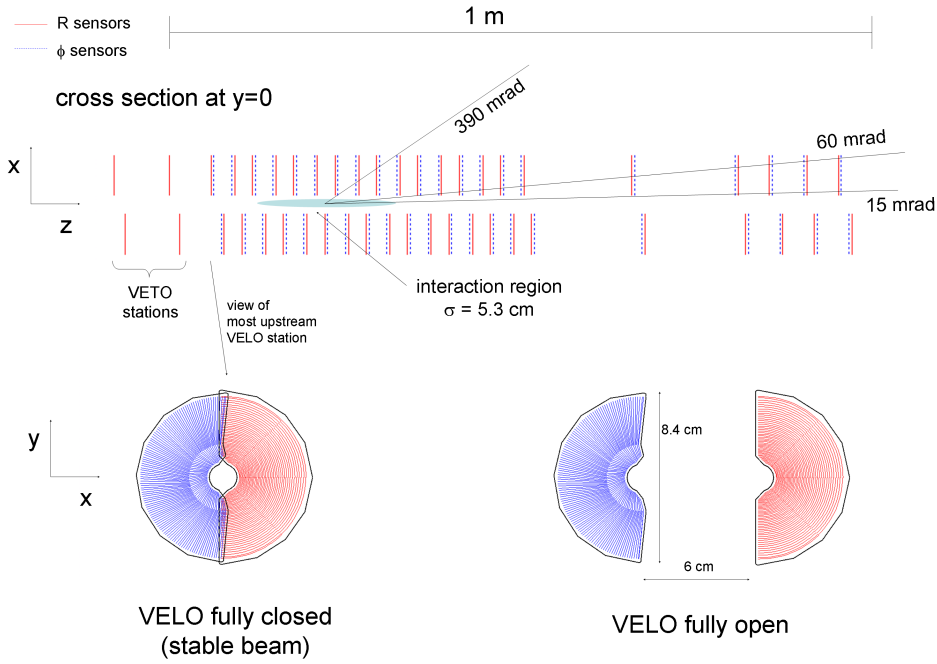 R sensors
ϕ sensors
1 m
cross section at y=0
390 mrad
60 mrad
15 mrad
x
z
VETO
stations
view of
most upstream
VELO station
interaction region
σ = 5.3 cm
y
x
8.4 cm
6 cm
VELO fully closed
(stable beam)
VELO fully open